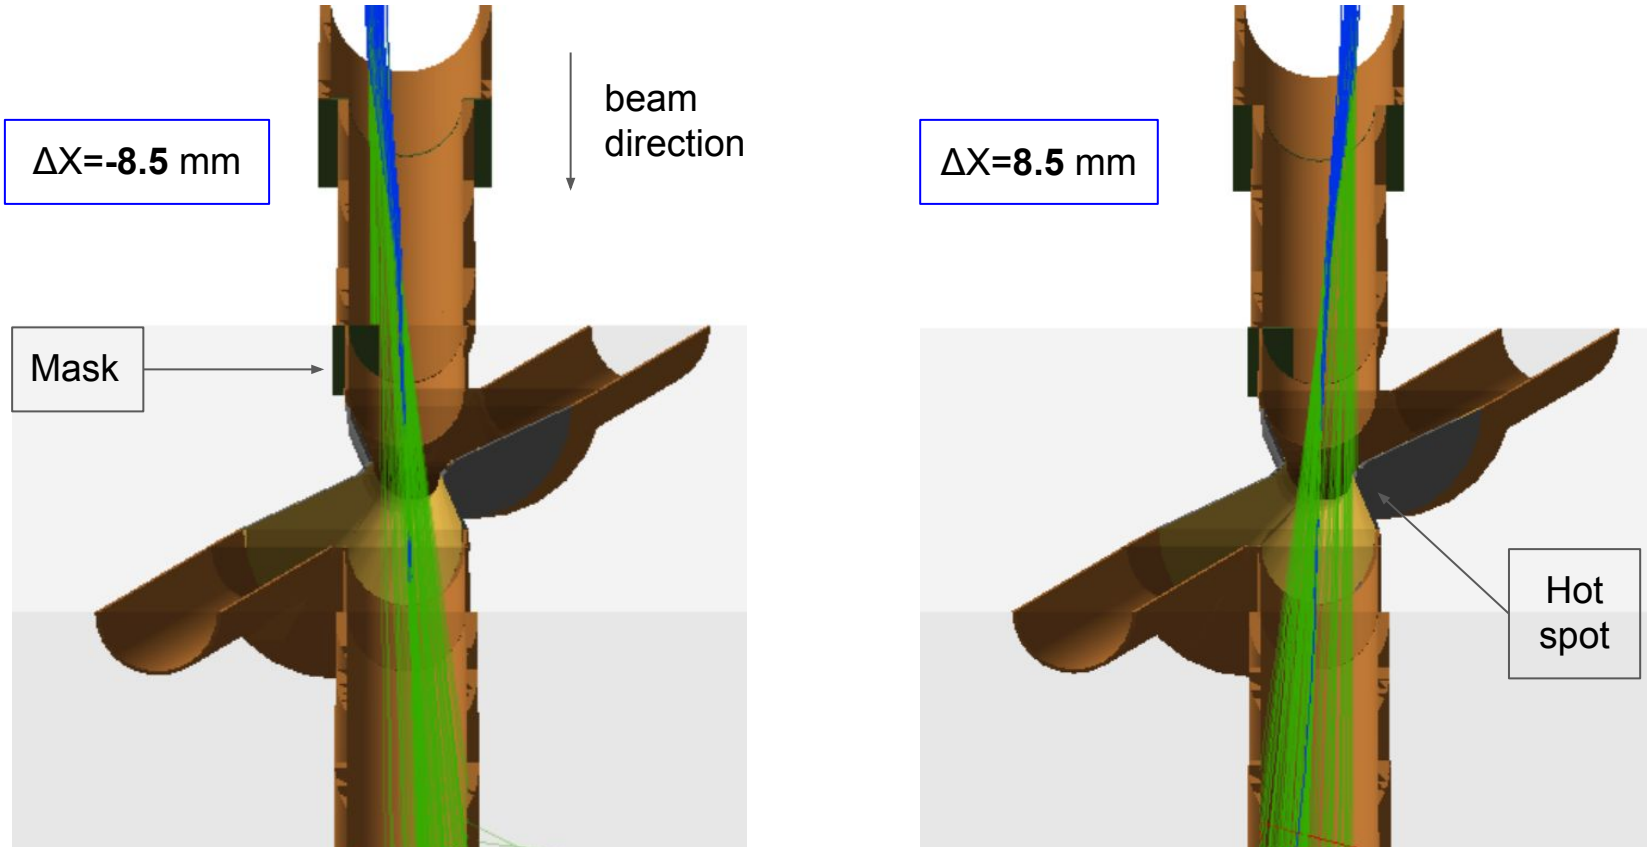 ΔX=-8.5 mm
beam
direction
Mask
ΔX=8.5 mm
Hot
spot